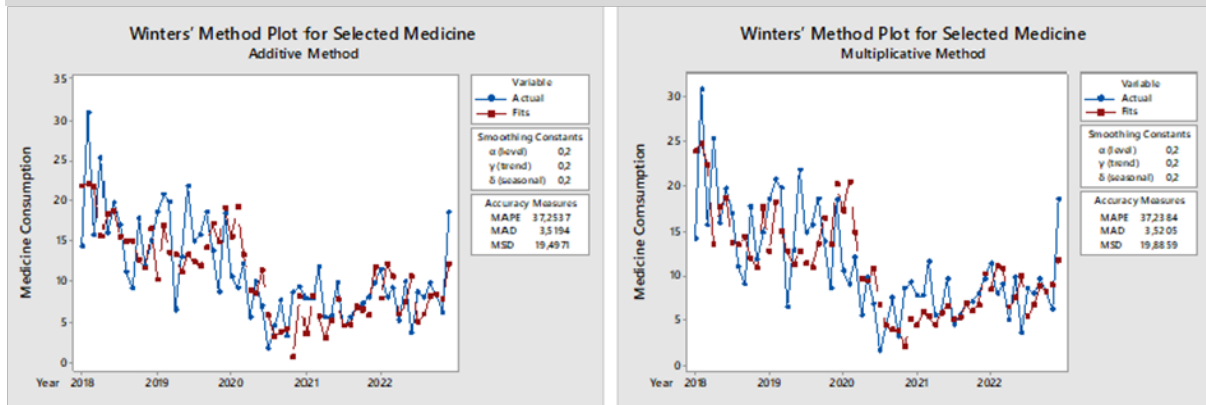 Winters' Method Plot for Selected Medicine
Additive Method
35
30
25
20
15
10
5
0
Medicine Consumption
Year 2018 2019 2020 2021 2022
Variable
Actual
Fits
Smoothing Constants
α (level) 0,2
γ (trend) 0,2
δ (seasonal) 0,2
Accuracy Measures
MAPE 37,2537
MAD 3,5194
MSD 19,4971
Winters' Method Plot for Selected Medicine
Multiplicative Method
30
25
20
15
10
5
0
Medicine Comsumption
Year 2018 2019 2020 2021 2022
Variable
Actual
Fits
Smoothing Constants
α (level) 0,2
γ (trend) 0,2
δ (seasonal) 0,2
Accuracy Measures
MAPE 37,2384
MAD 3,5205
MSD 19,8859